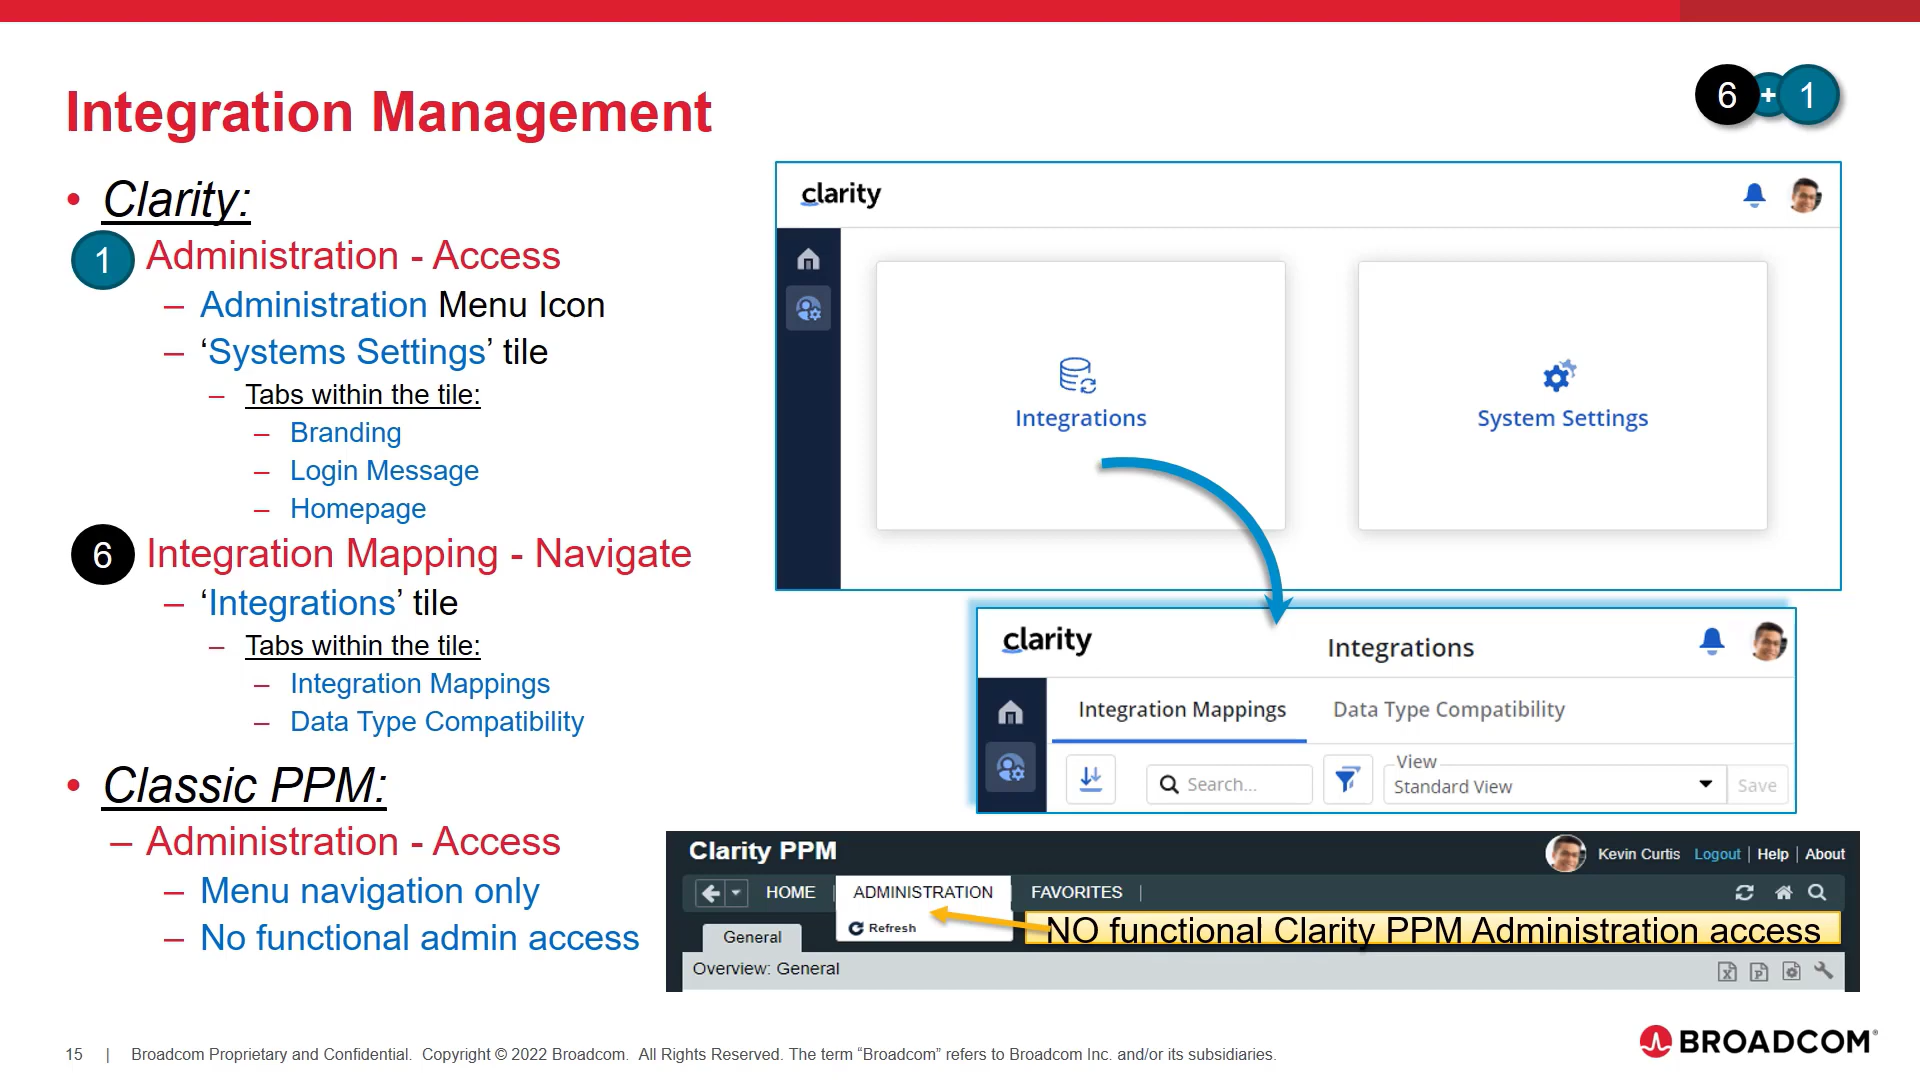 Integration Management
6 + 1
• Clarity:
1 Administration - Access
– Administration Menu Icon
– ‘Systems Settings’ tile
– Tabs within the tile:
– Branding
– Login Message
– Homepage
6 Integration Mapping - Navigate
– ‘Integrations’ tile
– Tabs within the tile:
– Integration Mappings
– Data Type Compatibility
• Classic PPM:
– Administration - Access
– Menu navigation only
– No functional admin access
clarity
Integrations
System Settings
clarity
Integrations
Integration Mappings Data Type Compatibility
Search...
View
Standard View
Save
Clarity PPM
Kevin Curtis Logout | Help | About
HOME | ADMINISTRATION FAVORITES |
Refresh
NO functional Clarity PPM Administration access
General
Overview: General
15 | Broadcom Proprietary and Confidential. Copyright © 2022 Broadcom. All Rights Reserved. The term “Broadcom” refers to Broadcom Inc. and/or its subsidiaries.
BROADCOM®